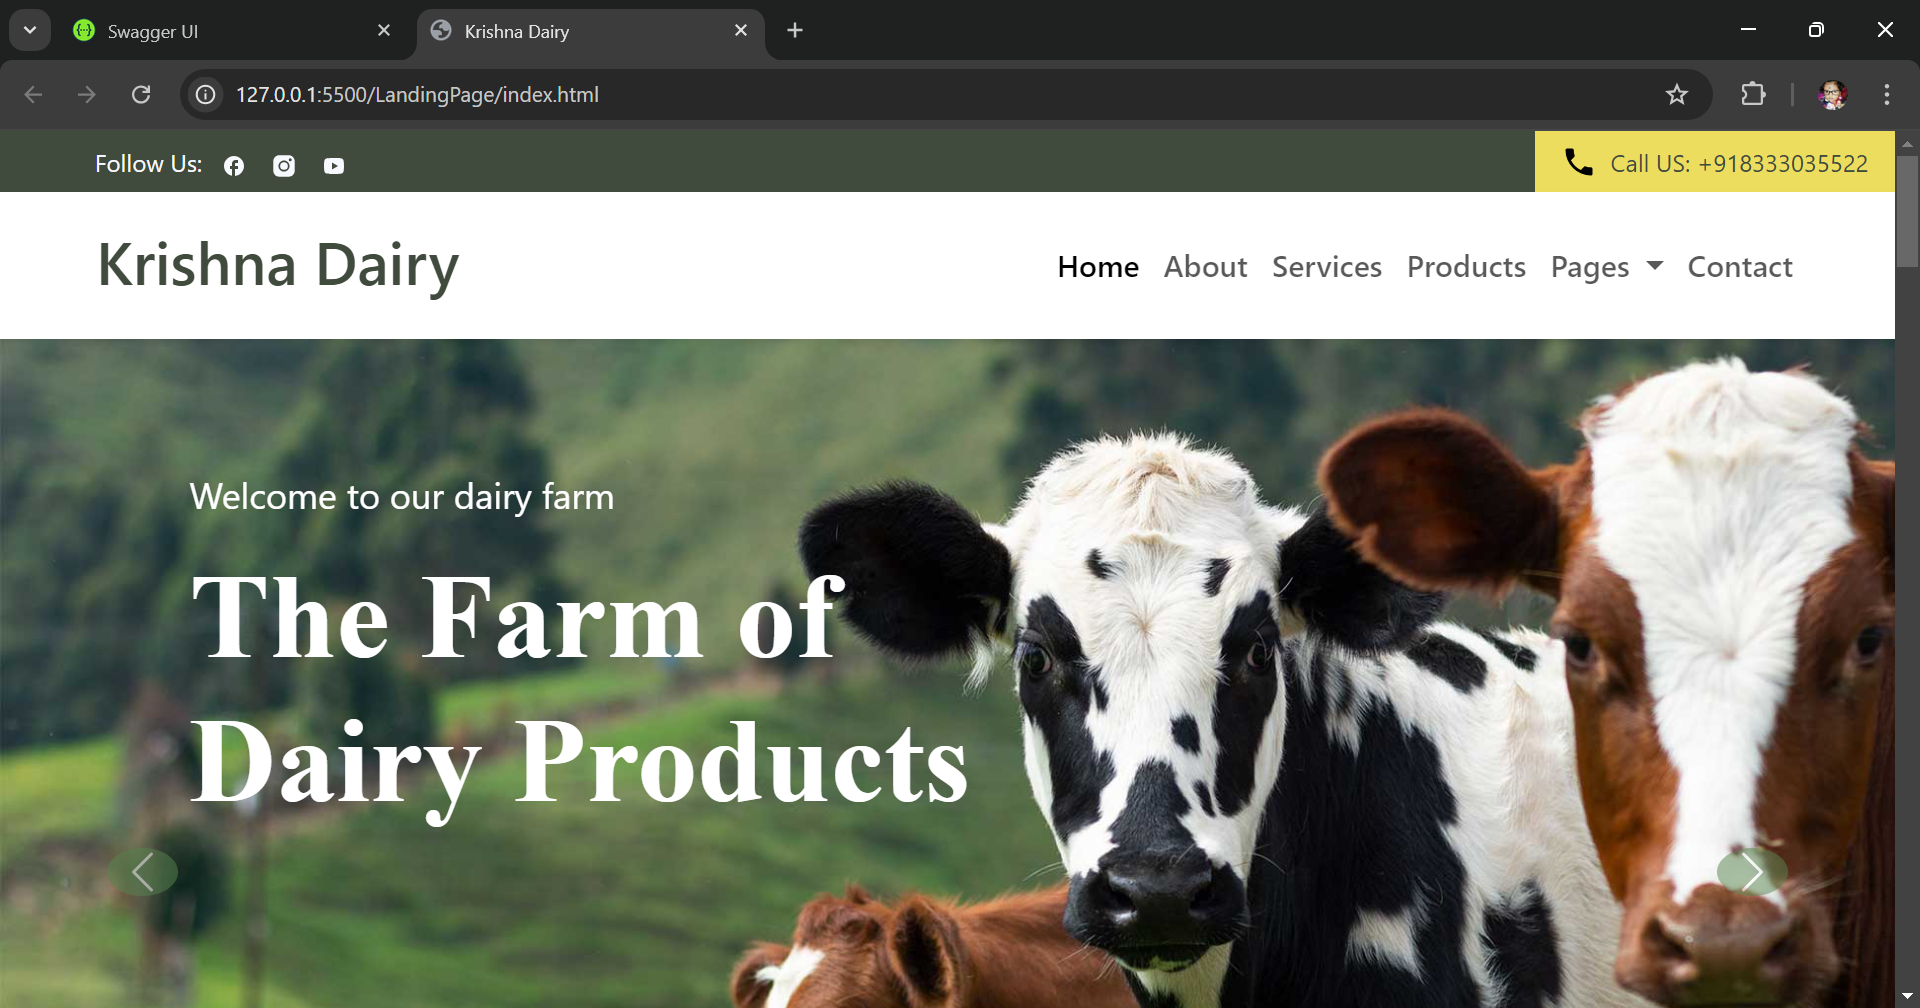 Swagger UI
Krishna Dairy
127.0.0.1:5500/LandingPage/index.html
Follow Us:
Call US: +918333035522
Krishna Dairy
Home About Services Products Pages Contact
Welcome to our dairy farm
The Farm of
Dairy Products